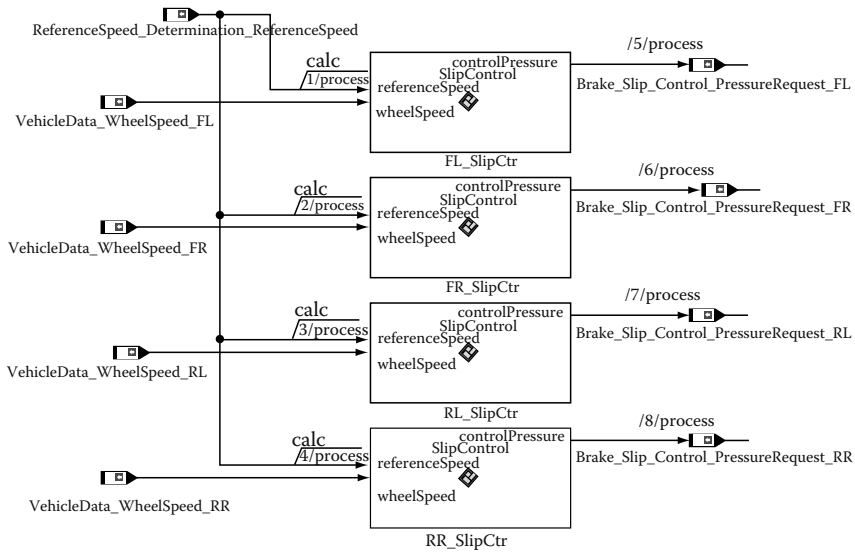 ReferenceSpeed_Determination_ReferenceSpeed
/5/process
calc
controlPressure
SlipControl
1/process
referenceSpeed
Brake_Slip_Control_PressureRequest_FL
wheelSpeed
VehicleData_WheelSpeed_FL
FL_SlipCtr
/6/process
calc
controlPressure
SlipControl
2/process
referenceSpeed
Brake_Slip_Control_PressureRequest_FR
wheelSpeed
VehicleData_WheelSpeed_FR
FR_SlipCtr
/7/process
calc
controlPressure
SlipControl
3/process
referenceSpeed
Brake_Slip_Control_PressureRequest_RL
wheelSpeed
VehicleData_WheelSpeed_RL
RL_SlipCtr
/8/process
calc
controlPressure
SlipControl
4/process
referenceSpeed
Brake_Slip_Control_PressureRequest_RR
wheelSpeed
VehicleData_WheelSpeed_RR
RR_SlipCtr